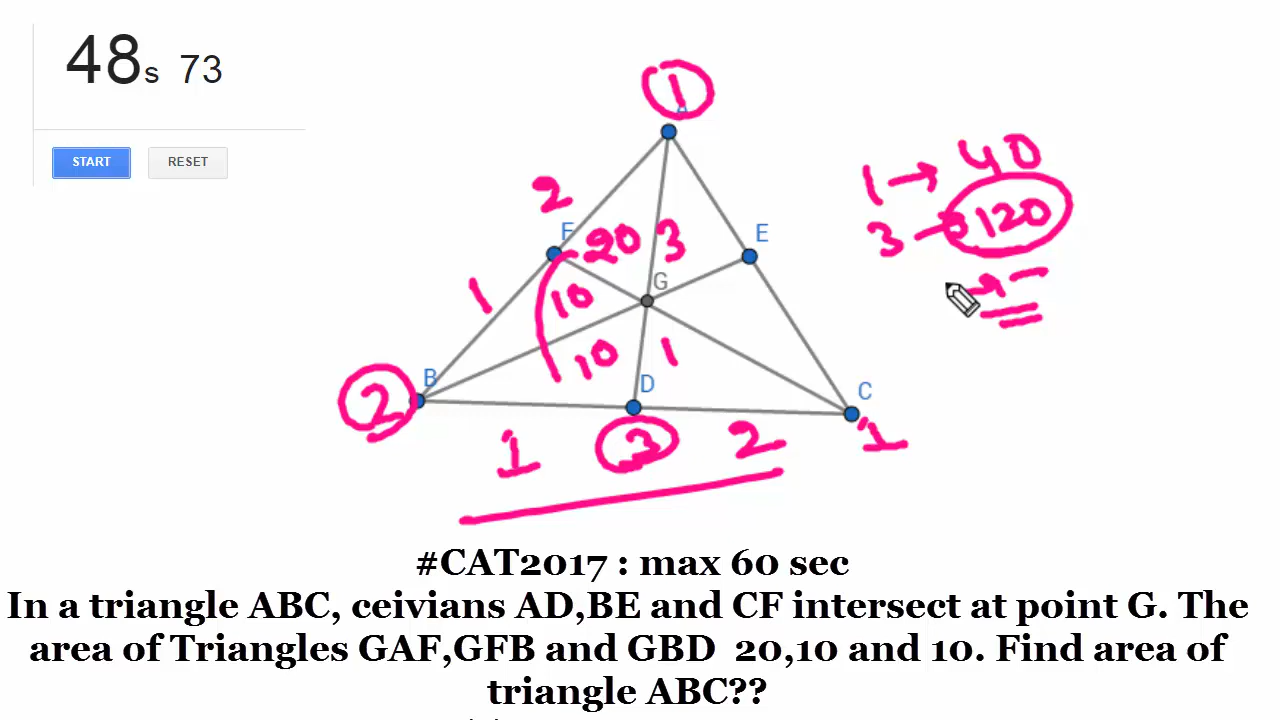 48s 73
START RESET
1
A
1 → 40
3 → 120
2
F
20
3
E
G
10
1
10
1
B
D
C
2
1
3
2
1
#CAT2017 : max 60 sec
In a triangle ABC, ceivians AD,BE and CF intersect at point G. The
area of Triangles GAF,GFB and GBD 20,10 and 10. Find area of
triangle ABC??